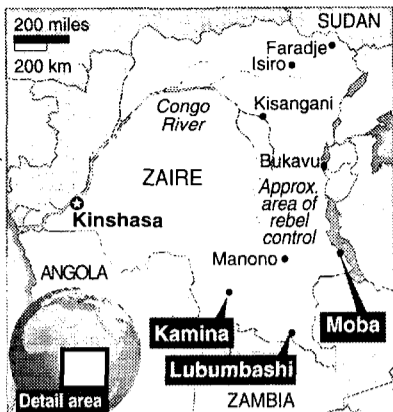 200 miles
200 km
SUDAN
Faradje
Isiro
Congo
River
Kisangani
Bukavu
ZAIRE
Approx.
area of
rebel
control
Kinshasa
Manono
ANGOLA
Kamina
Moba
Lubumbashi
Detail area
ZAMBIA